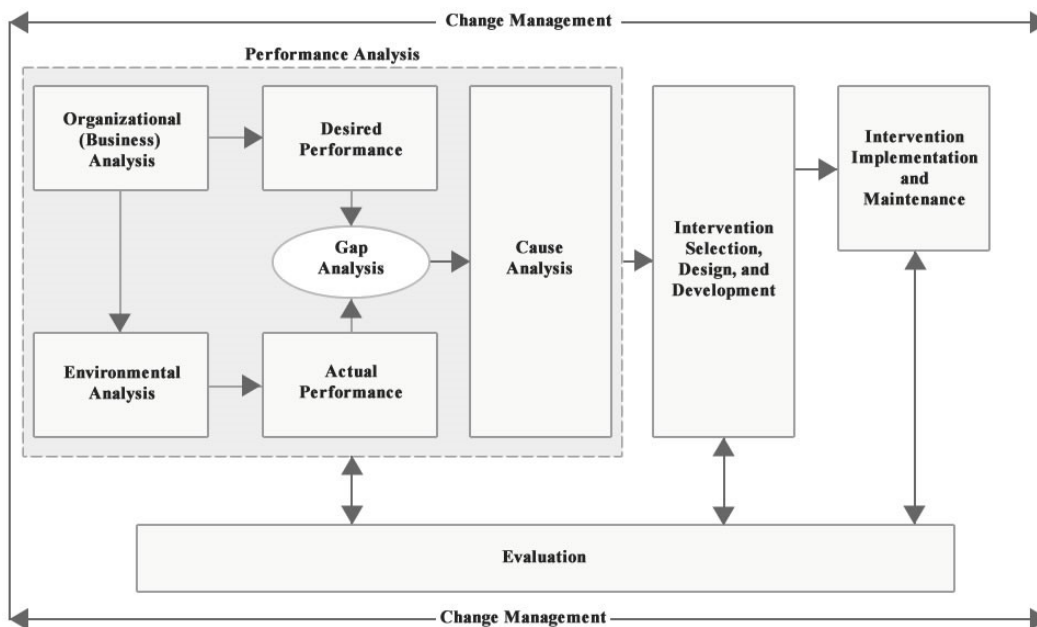 Change Management
Performance Analysis
Organizational
(Business)
Analysis
Desired
Performance
Gap
Analysis
Environmental
Analysis
Actual
Performance
Cause
Analysis
Intervention
Selection,
Design, and
Development
Intervention
Implementation
and
Maintenance
Evaluation
Change Management